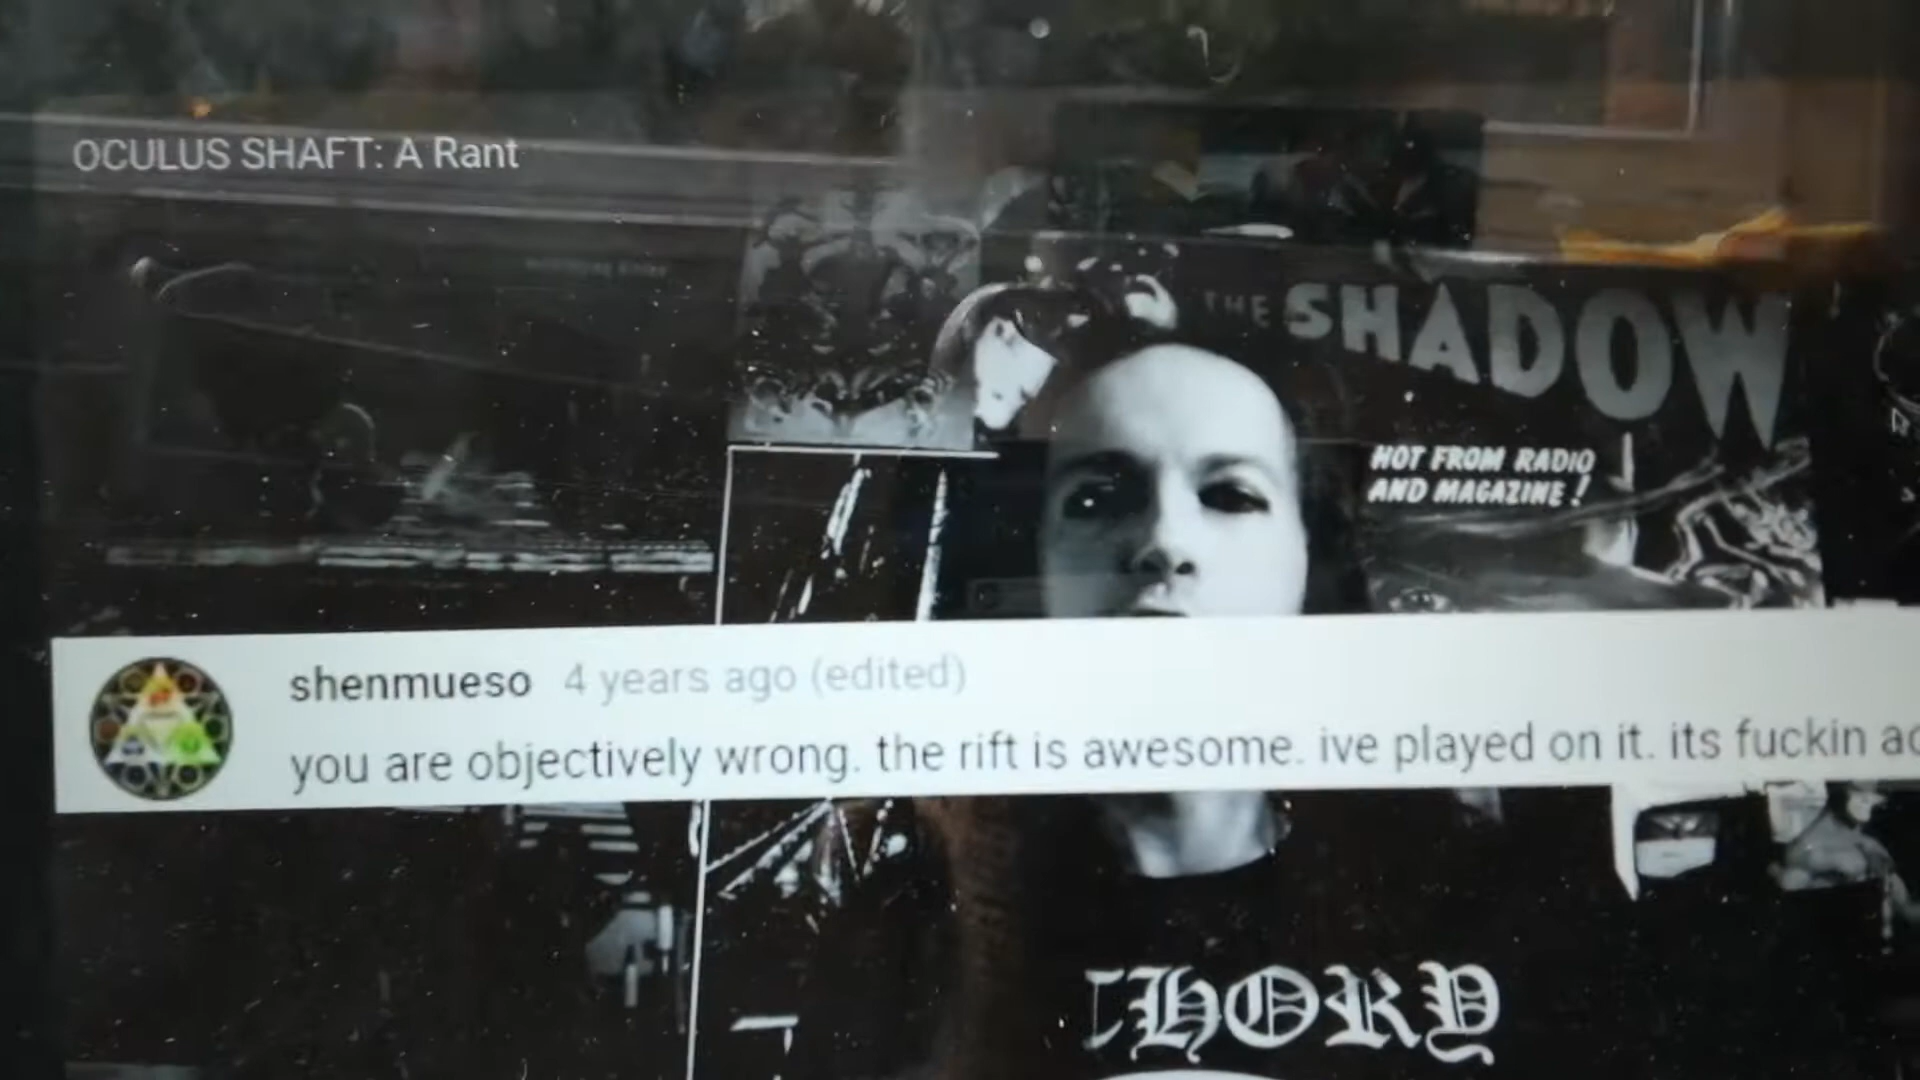 OCULUS SHAFT: A Rant
THE SHADOW
HOT FROM RADIO
AND MAGAZINE!
shenmueso 4 years ago (edited)
you are objectively wrong. the rift is awesome. ive played on it. its fuckin